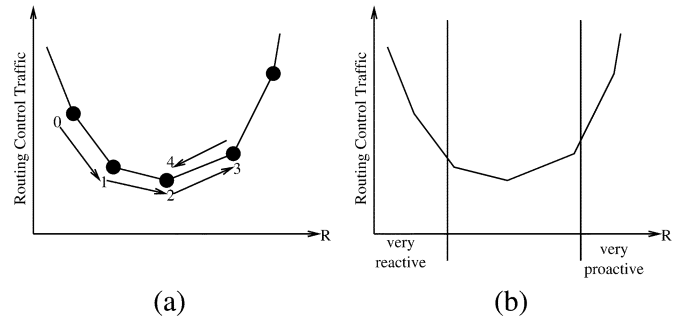 Routing Control Traffic
0
1
2
3
4
R
(a)
Routing Control Traffic
very
reactive
very
proactive
R
(b)